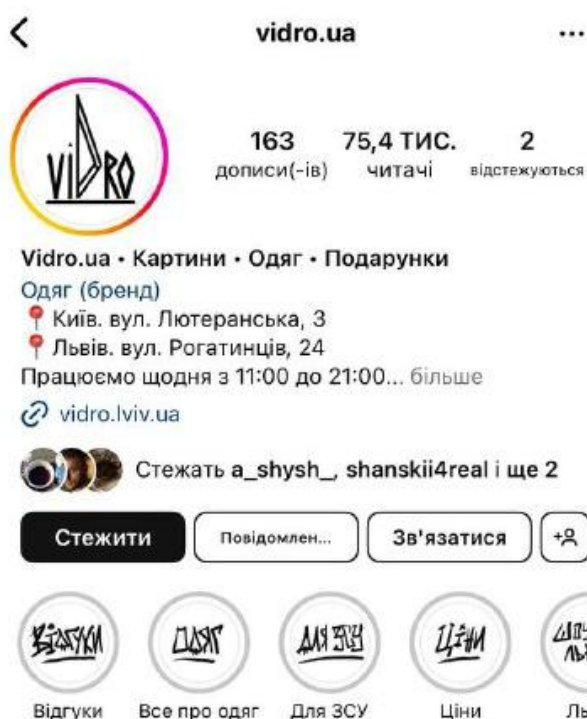 vidro.ua
ViDRO
163 75,4 ТИС. 2
дописи(-ів) читачі відстежуються
Vidro.ua • Картини • Одяг • Подарунки
Одяг (бренд)
📍 Київ. вул. Лютеранська, 3
📍 Львів. вул. Рогатинців, 24
Працюємо щодня з 11:00 до 21:00... більше
vidro.lviv.ua
Стежать a_shysh_, shanskii4real і ще 2
Стежити Повідомлен... Зв'язатися
Відгуки ОДЯГ ДЛЯ ЗСУ Ціни
Відгуки Все про одяг Для ЗСУ Ціни Ль